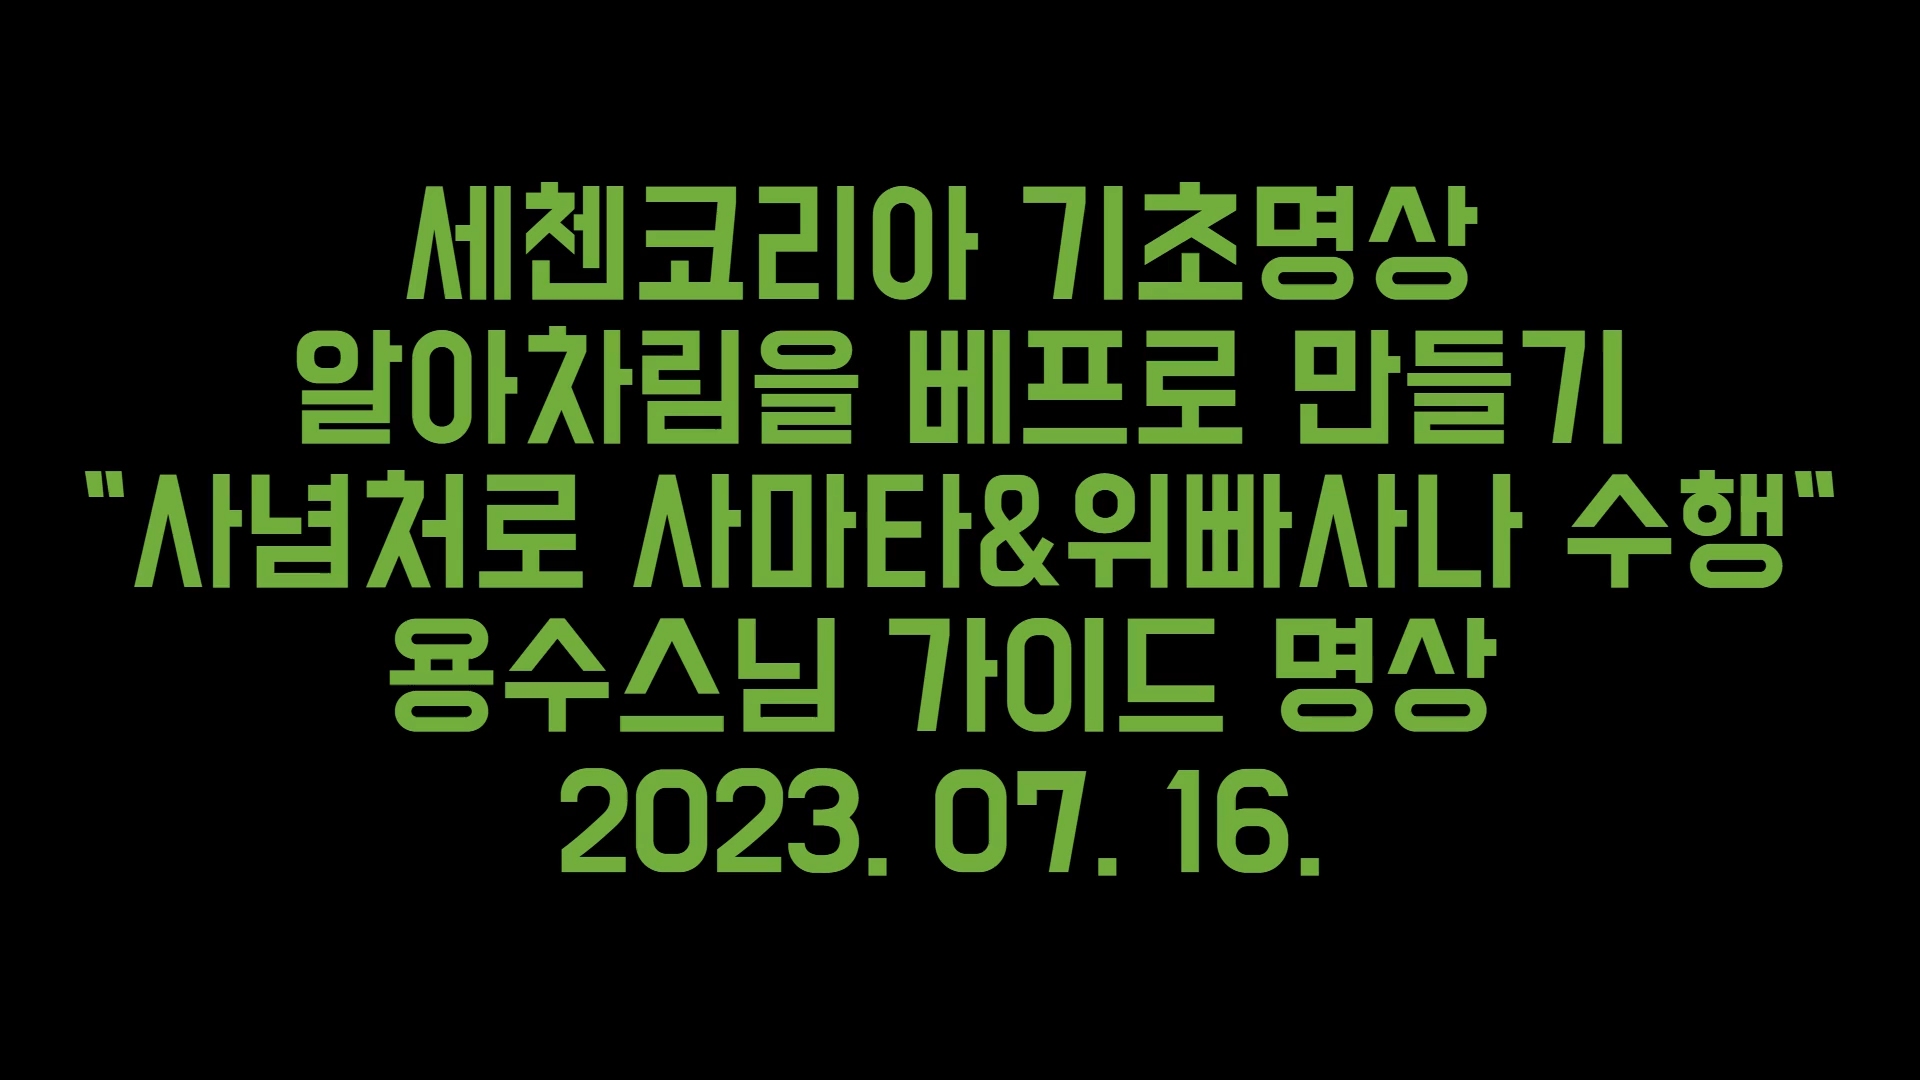 세첸코리아 기초명상
알아차림을 베프로 만들기
"사념처로 사마타&위빠사나 수행"
용수스님 가이드 명상
2023. 07. 16.